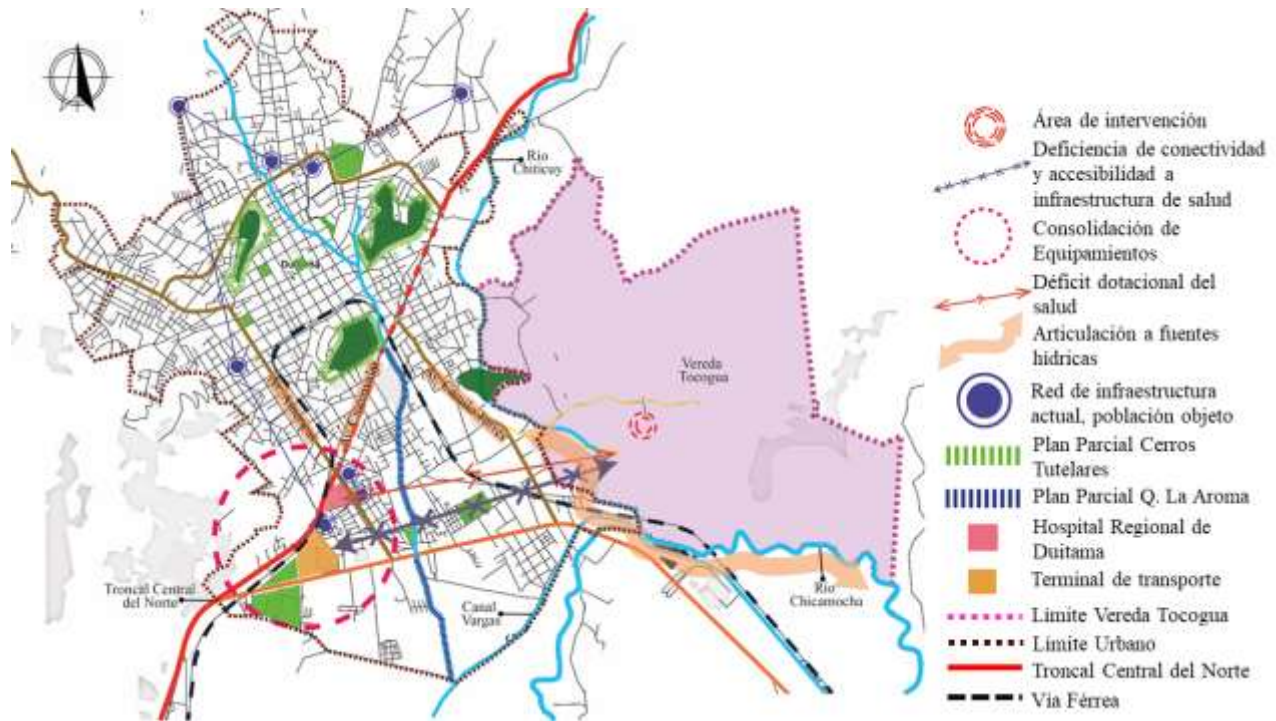 Río
Chiticuy
Vereda
Tocogua
Troncal Central
del Norte
Canal
Vargas
Río
Chicamocha
Área de intervención
Deficiencia de conectividad
y accesibilidad a
infraestructura de salud
Consolidación de
Equipamientos
Déficit dotacional del
salud
Articulación a fuentes
hídricas
Red de infraestructura
actual, población objeto
Plan Parcial Cerros
Tutelares
Plan Parcial Q. La Aroma
Hospital Regional de
Duitama
Terminal de transporte
Límite Vereda Tocogua
Límite Urbano
Troncal Central del Norte
Vía Férrea